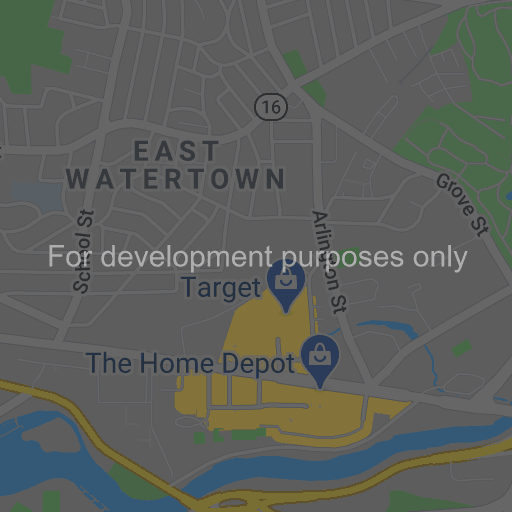 16
EAST
WATERTOWN
Grove St
School St
Arlington St
For development purposes only
Target
The Home Depot